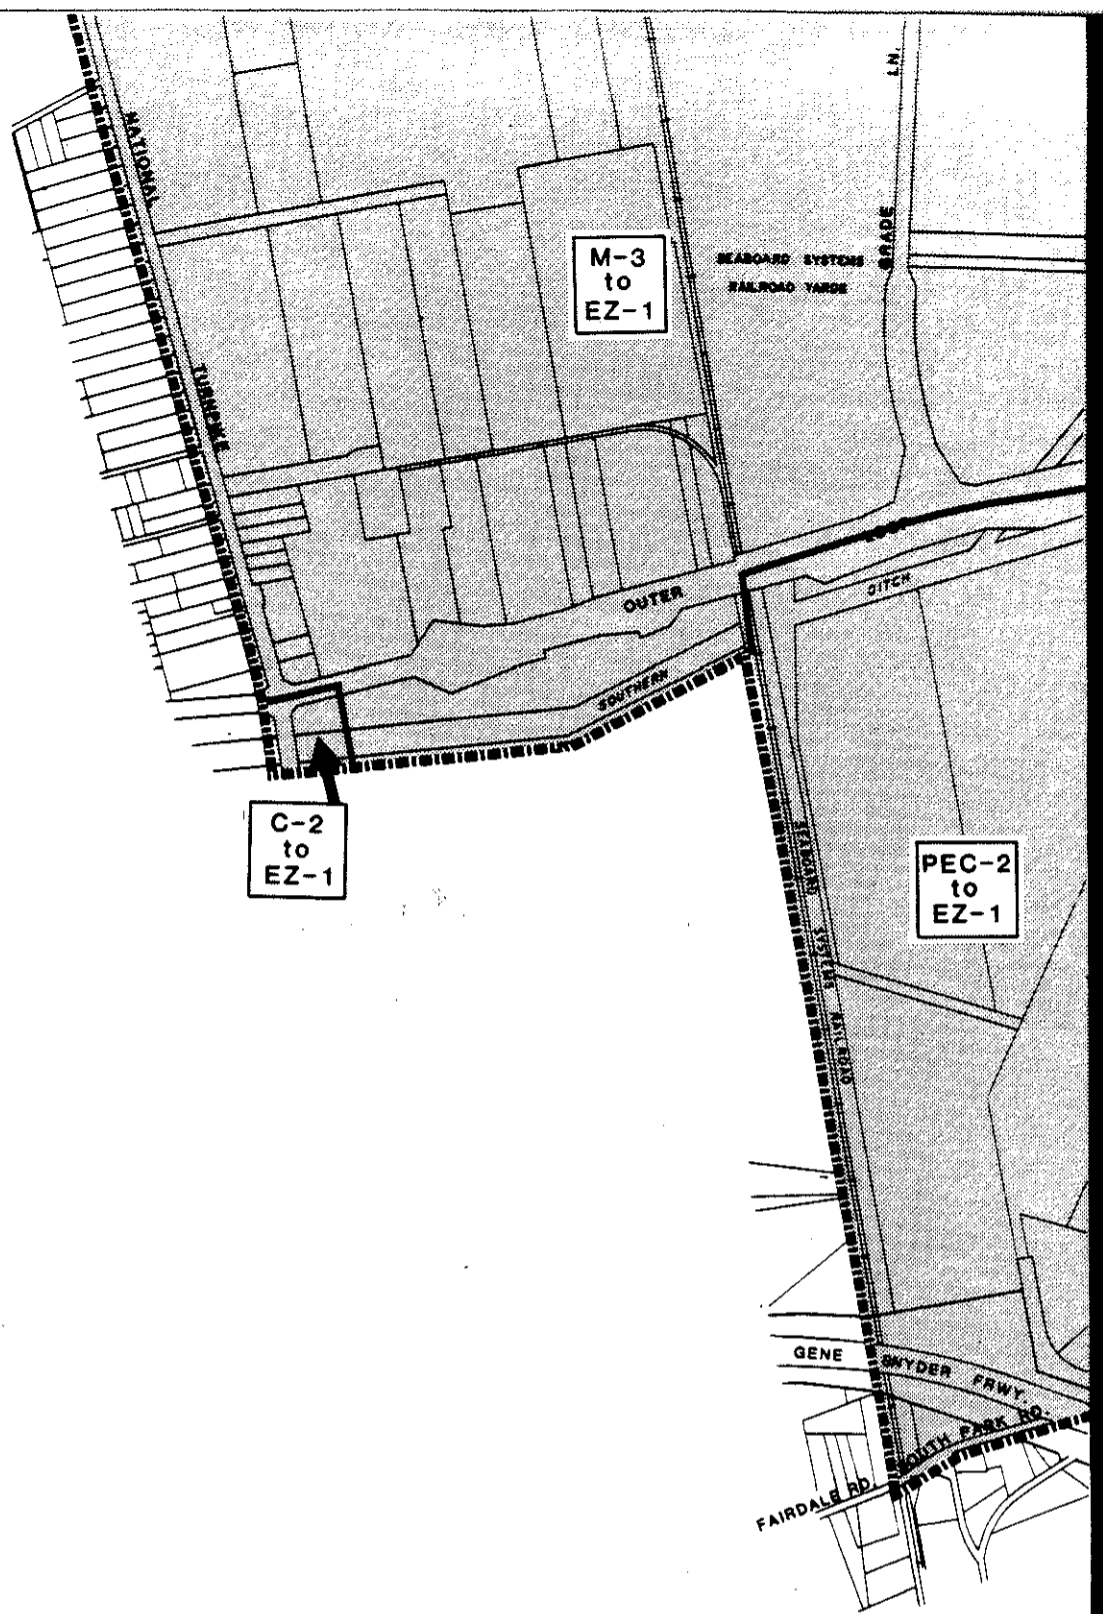 LN.
NATIONAL
GRADE
M-3
to
EZ-1
SEABOARD SYSTEMS
RAILROAD YARDS
TURNPIKE
LOOP
DITCH
OUTER
SOUTHERN
C-2
to
EZ-1
SEABOARD
SYSTEMS
RAILROAD
PEC-2
to
EZ-1
GENE SNYDER FRWY.
SOUTH PARK RD.
FAIRDALE RD.